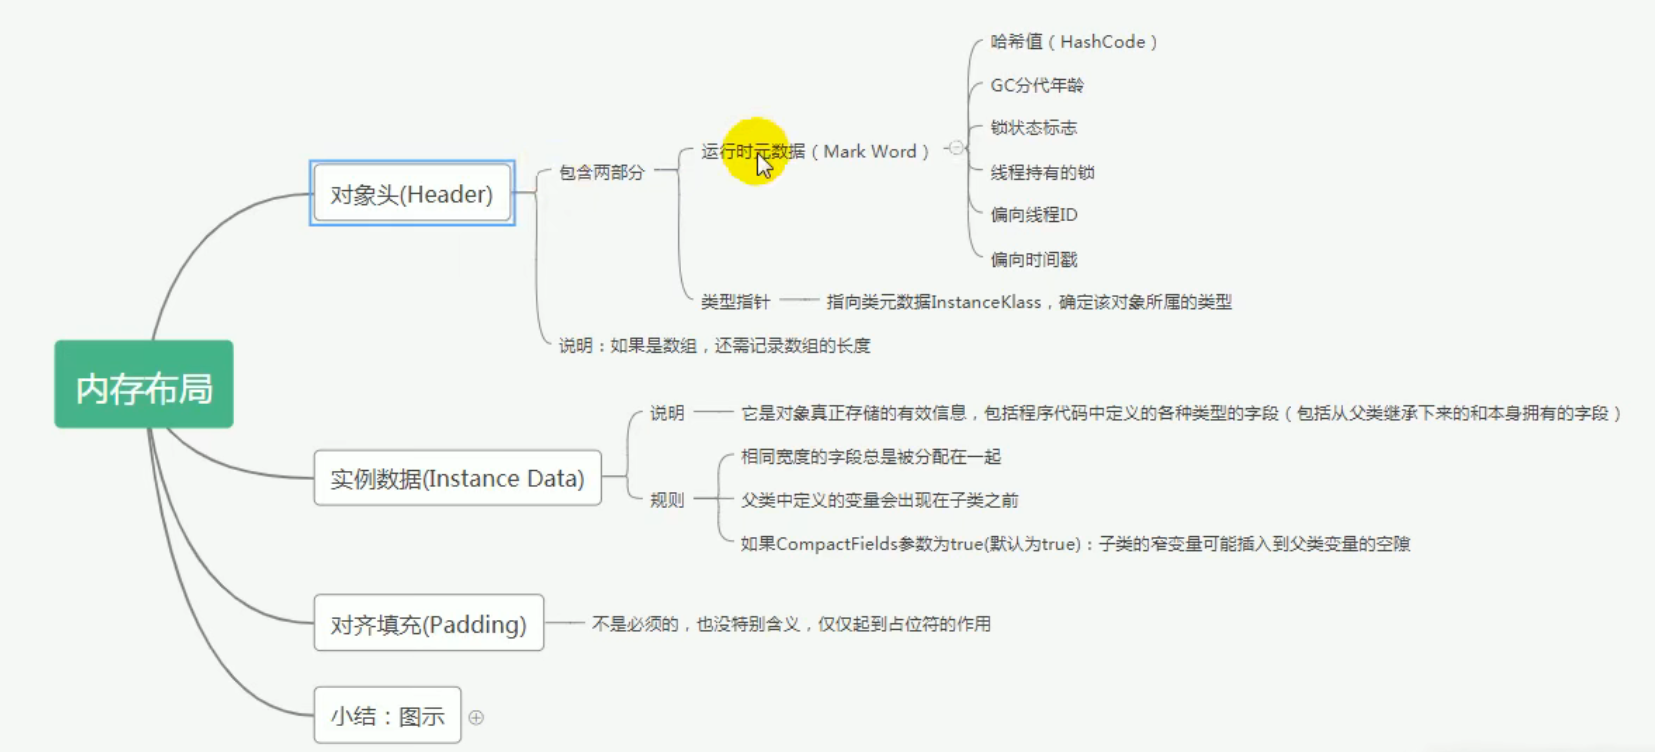 内存布局
对象头(Header)
包含两部分
运行时元数据（Mark Word）
哈希值（HashCode）
GC分代年龄
锁状态标志
线程持有的锁
偏向线程ID
偏向时间戳
类型指针
指向类元数据InstanceKlass，确定该对象所属的类型
说明：如果是数组，还需记录数组的长度
实例数据(Instance Data)
说明
它是对象真正存储的有效信息，包括程序代码中定义的各种类型的字段（包括从父类继承下来的和本身拥有的字段）
规则
相同宽度的字段总是被分配在一起
父类中定义的变量会出现在子类之前
如果CompactFields参数为true(默认为true)：子类的窄变量可能插入到父类变量的空隙
对齐填充(Padding)
不是必须的，也没特别含义，仅仅起到占位符的作用
小结：图示